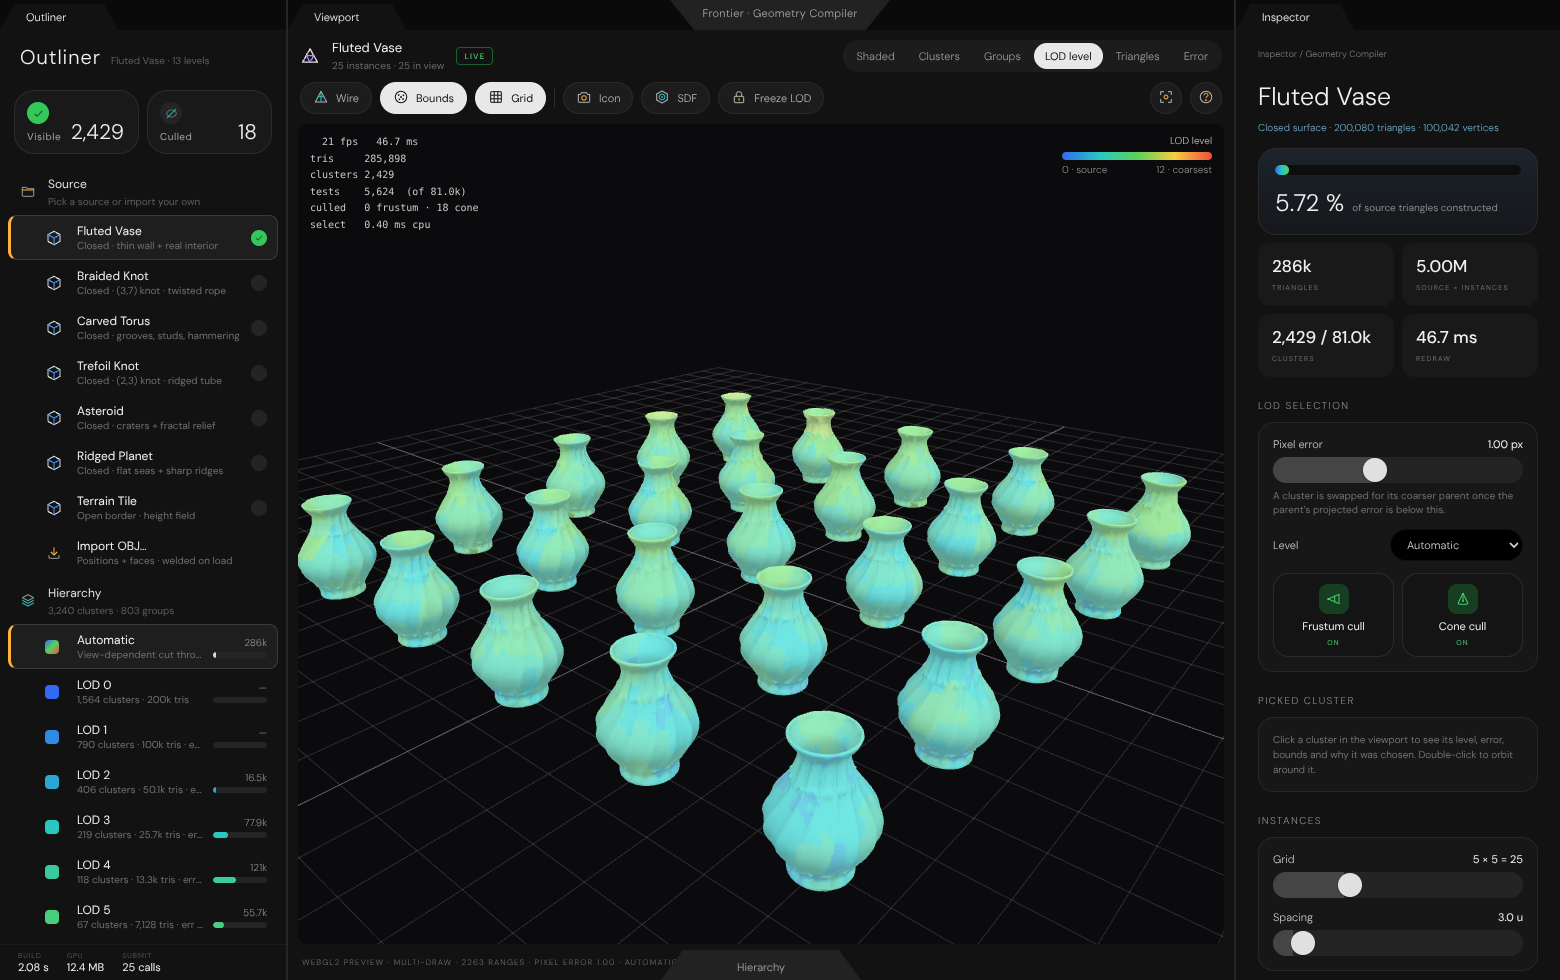 Outliner
Outliner
Fluted Vase · 13 levels
Visible 2,429
Culled 18
Source
Pick a source or import your own
Fluted Vase
Closed · thin wall + real interior
Braided Knot
Closed · (3,7) knot · twisted rope
Carved Torus
Closed · grooves, studs, hammering
Trefoil Knot
Closed · (2,3) knot · ridged tube
Asteroid
Closed · craters + fractal relief
Ridged Planet
Closed · flat seas + sharp ridges
Terrain Tile
Open border · height field
Import OBJ...
Positions + faces · welded on load
Hierarchy
3,240 clusters · 803 groups
Automatic 286k
View-dependent cut thro...
LOD 0 —
1,564 clusters · 200k tris
LOD 1 —
790 clusters · 100k tris · e...
LOD 2 16.5k
406 clusters · 50.1k tris · e...
LOD 3 77.9k
219 clusters · 25.7k tris · er...
LOD 4 121k
118 clusters · 13.3k tris · err...
LOD 5 55.7k
67 clusters · 7,128 tris · err ...
BUILD GPU SUBMIT
2.08 s 12.4 MB 25 calls
Viewport
Frontier · Geometry Compiler
Fluted Vase
25 instances · 25 in view
LIVE
Shaded Clusters Groups LOD level Triangles Error
Wire Bounds Grid Icon SDF Freeze LOD
21 fps 46.7 ms
tris 285,898
clusters 2,429
tests 5,624 (of 81.0k)
culled 0 frustum · 18 cone
select 0.40 ms cpu
LOD level
0 · source 12 · coarsest
WEBGL2 PREVIEW · MULTI-DRAW · 2263 RANGES · PIXEL ERROR 1.00 · AUTOMATIC
Hierarchy
Inspector
Inspector / Geometry Compiler
Fluted Vase
Closed surface · 200,080 triangles · 100,042 vertices
5.72 % of source triangles constructed
286k
TRIANGLES
5.00M
SOURCE × INSTANCES
2,429 / 81.0k
CLUSTERS
46.7 ms
REDRAW
LOD SELECTION
Pixel error 1.00 px
A cluster is swapped for its coarser parent once the
parent's projected error is below this.
Level Automatic
Frustum cull
ON
Cone cull
ON
PICKED CLUSTER
Click a cluster in the viewport to see its level, error,
bounds and why it was chosen. Double-click to orbit
around it.
INSTANCES
Grid 5 × 5 = 25
Spacing 3.0 u